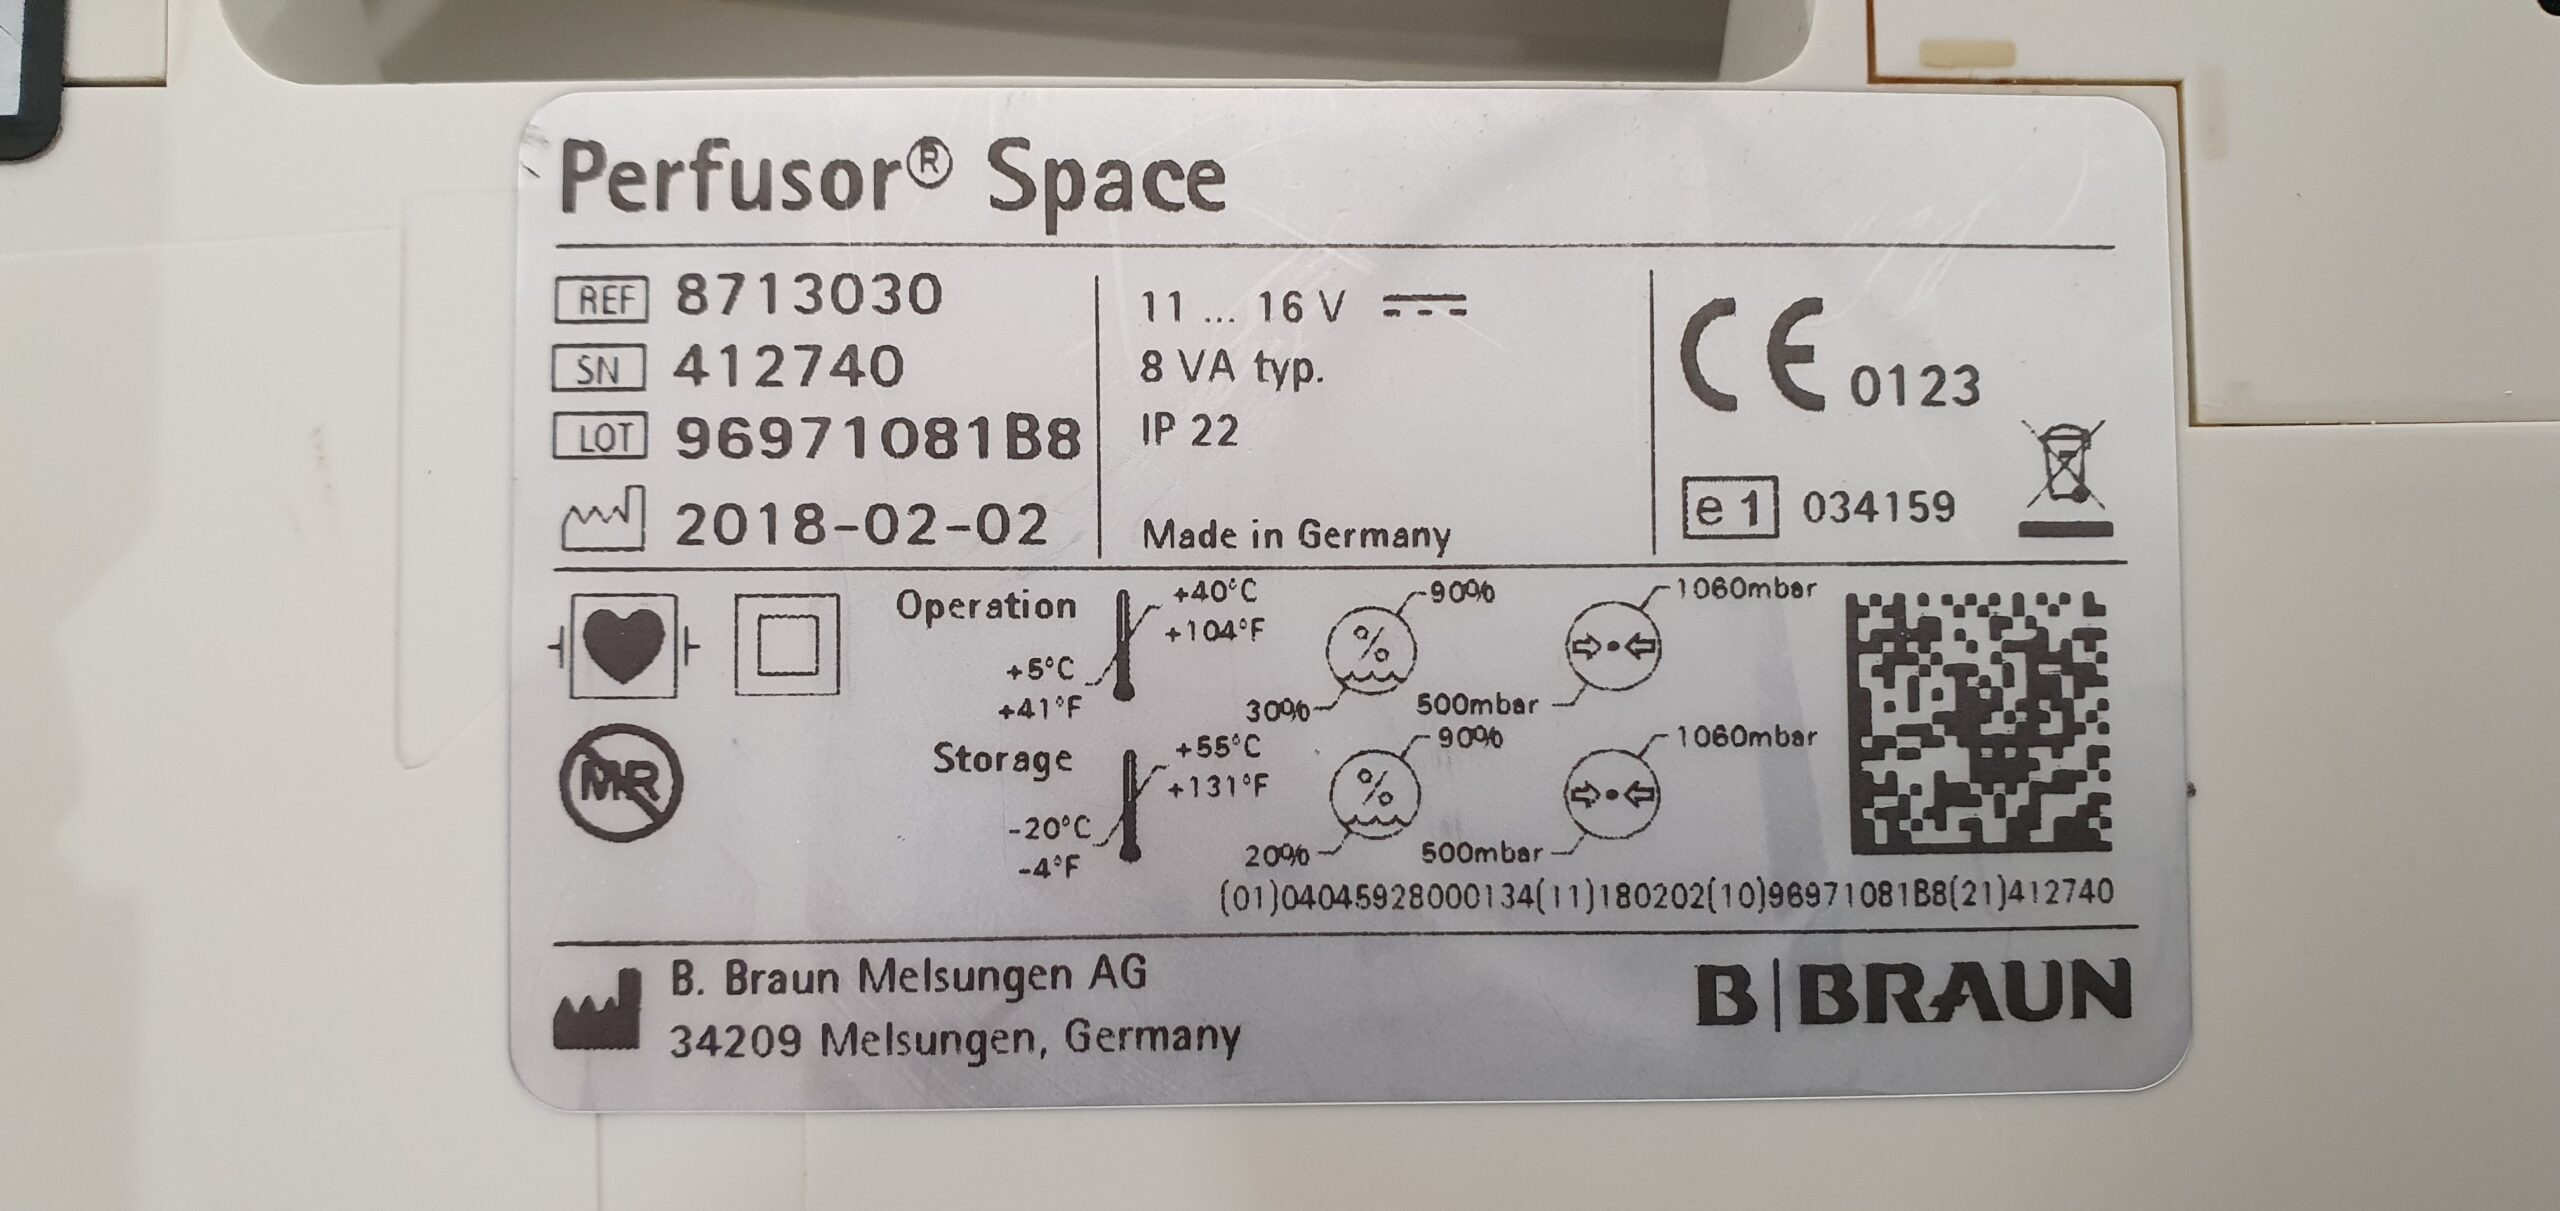 Perfusor® Space
REF 8713030
SN 412740
LOT 96971081B8
2018-02-02
11 ... 16 V
8 VA typ.
IP 22
Made in Germany
CE 0123
e1 034159
MR
Operation
+40°C
+104°F
+5°C
+41°F
90%
30%
1060mbar
500mbar
Storage
+55°C
+131°F
-20°C
-4°F
90%
20%
1060mbar
500mbar
(01)04045928000134(11)180202(10)96971081B8(21)412740
B. Braun Melsungen AG
34209 Melsungen, Germany
B|BRAUN